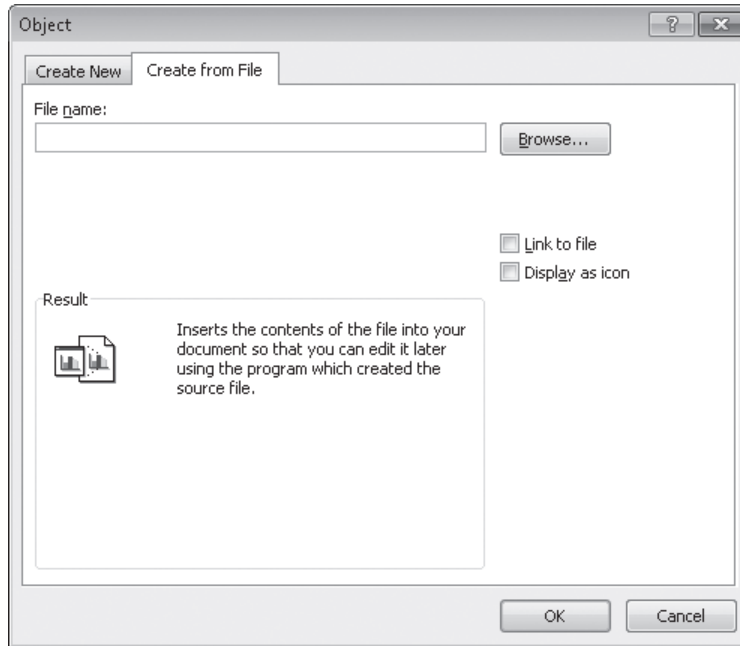 Object
Create New
Create from File
File name:
Browse...
Link to file
Display as icon
Result
Inserts the contents of the file into your
document so that you can edit it later
using the program which created the
source file.
OK
Cancel